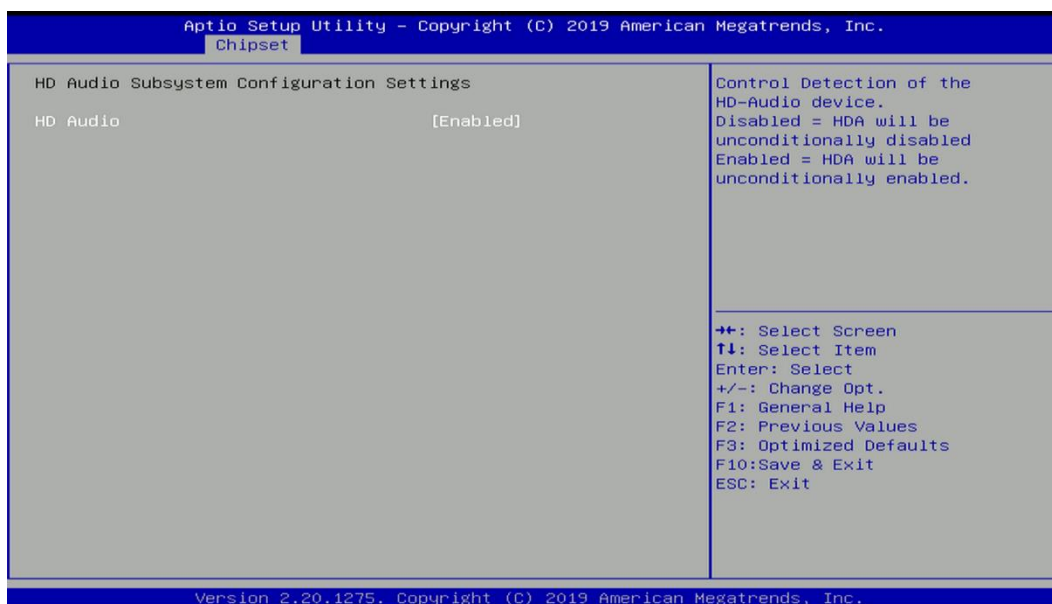 Aptio Setup Utility – Copyright (C) 2019 American Megatrends, Inc.
Chipset
HD Audio Subsystem Configuration Settings
HD Audio [Enabled]
Control Detection of the
HD-Audio device.
Disabled = HDA will be
unconditionally disabled
Enabled = HDA will be
unconditionally enabled.
→←: Select Screen
↑↓: Select Item
Enter: Select
+/-: Change Opt.
F1: General Help
F2: Previous Values
F3: Optimized Defaults
F10:Save & Exit
ESC: Exit
Version 2.20.1275. Copyright (C) 2019 American Megatrends, Inc.